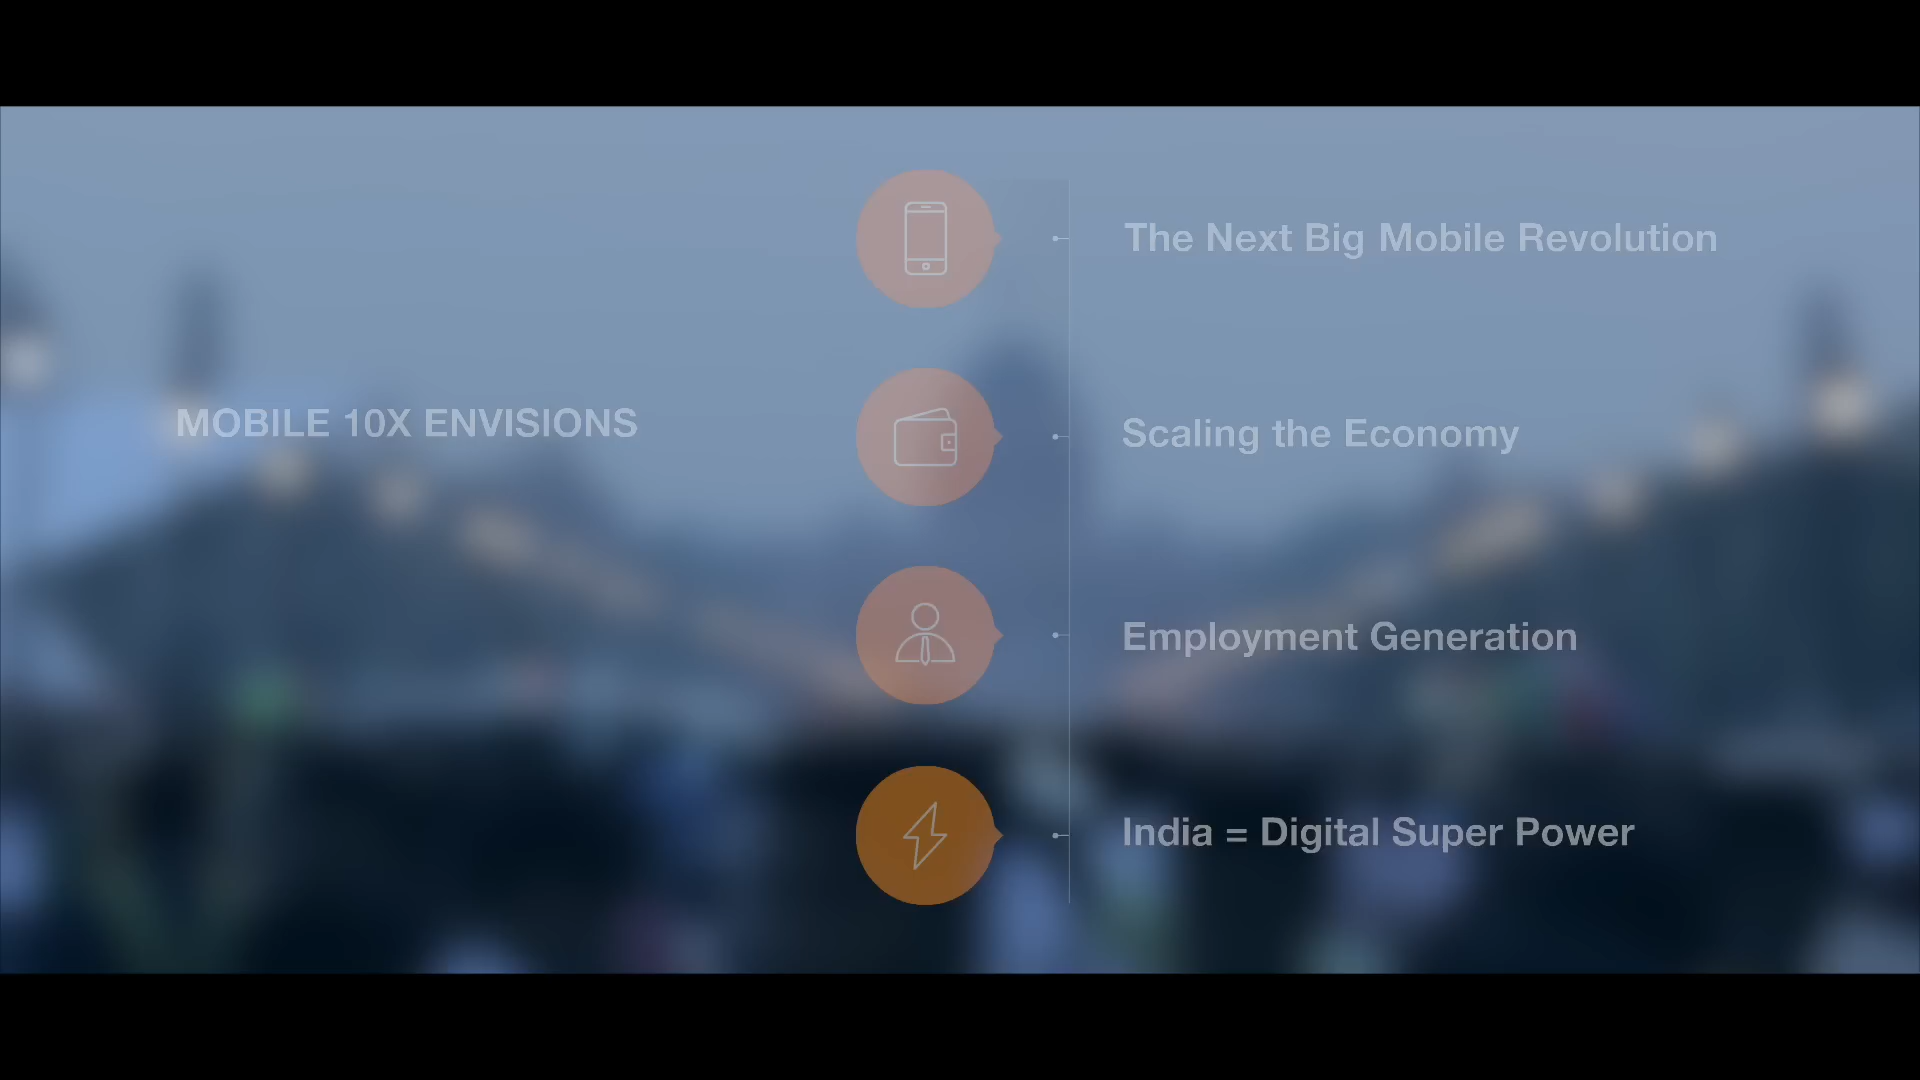 MOBILE 10X ENVISIONS
The Next Big Mobile Revolution
Scaling the Economy
Employment Generation
India = Digital Super Power